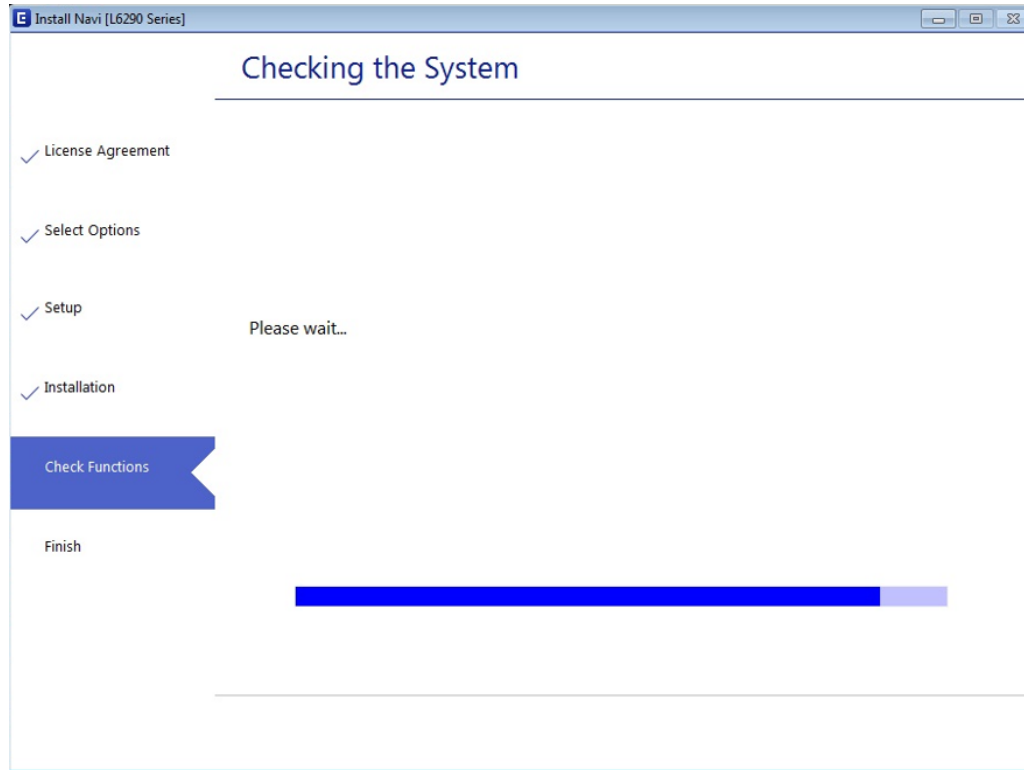 E Install Navi [L6290 Series]
Checking the System
License Agreement
Select Options
Setup
Please wait...
Installation
Check Functions
Finish